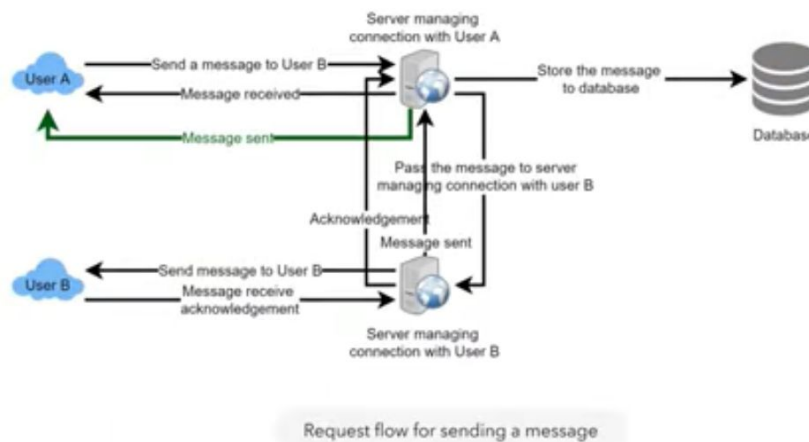 Server managing
connection with User A
Send a message to User B
User A
Message received
Store the message
to database
Message sent
Database
Pass the message to server
managing connection with user B
Acknowledgement
Message sent
Send message to User B
User B
Message receive
acknowledgement
Server managing
connection with User B
Request flow for sending a message